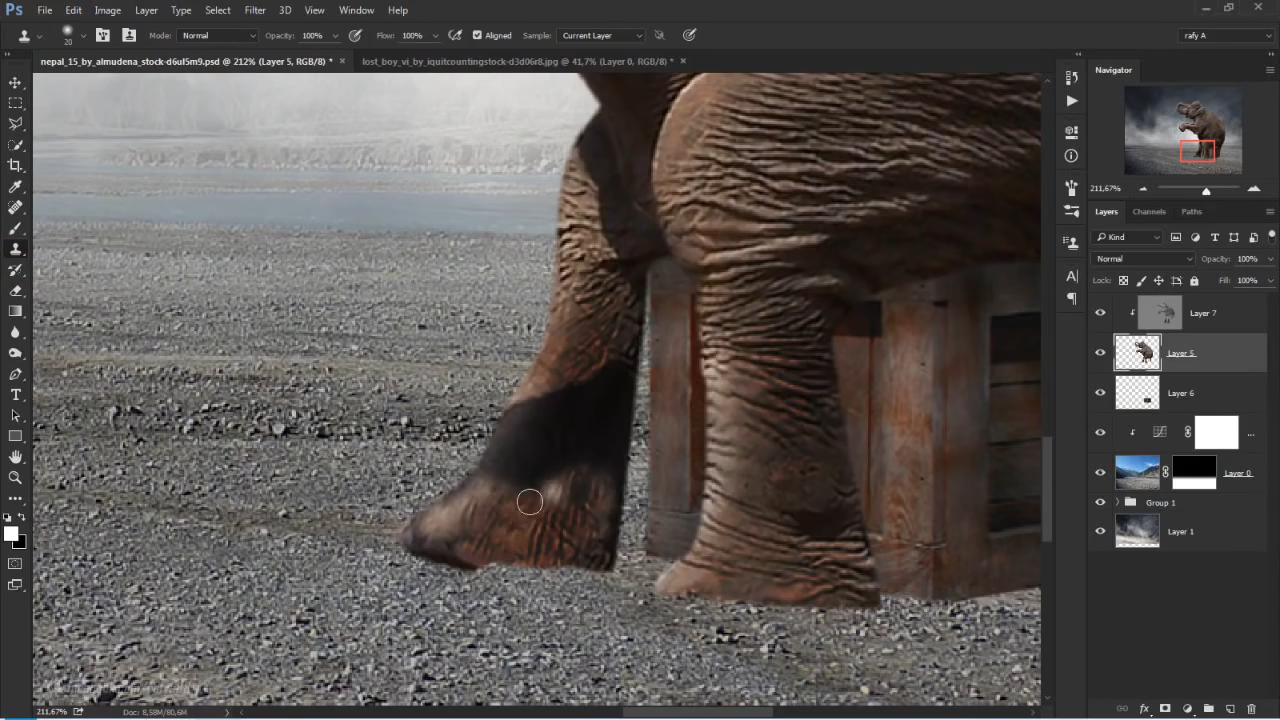 Ps File Edit Image Layer Type Select Filter 3D View Window Help
20 Mode: Normal Opacity: 100% Flow: 100% Aligned Sample: Current Layer rafy A
nepal_15_by_almudena_stock-d6ul5m9.psd @ 212% (Layer 5, RGB/8) * × lost_boy_vi_by_iquitcountingstock-d3d06r8.jpg @ 41,7% (Layer 0, RGB/8) * ×
Navigator
211,67%
Layers Channels Paths
Kind
Normal Opacity: 100%
Lock: Fill: 100%
Layer 7
Layer 5
Layer 6
...
Layer 0
Group 1
Layer 1
211,67% Doc: 8,58M/80,6M